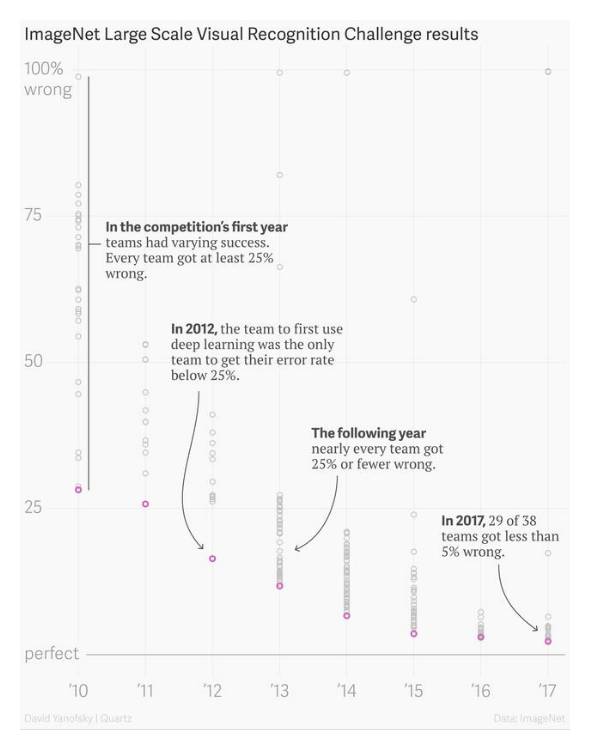 ImageNet Large Scale Visual Recognition Challenge results
100%
wrong
75
In the competition’s first year
teams had varying success.
Every team got at least 25%
wrong.
In 2012, the team to first use
deep learning was the only
team to get their error rate
below 25%.
50
The following year
nearly every team got
25% or fewer wrong.
25
In 2017, 29 of 38
teams got less than
5% wrong.
perfect
’10 ’11 ’12 ’13 ’14 ’15 ’16 ’17
David Yanofsky | Quartz Data: ImageNet